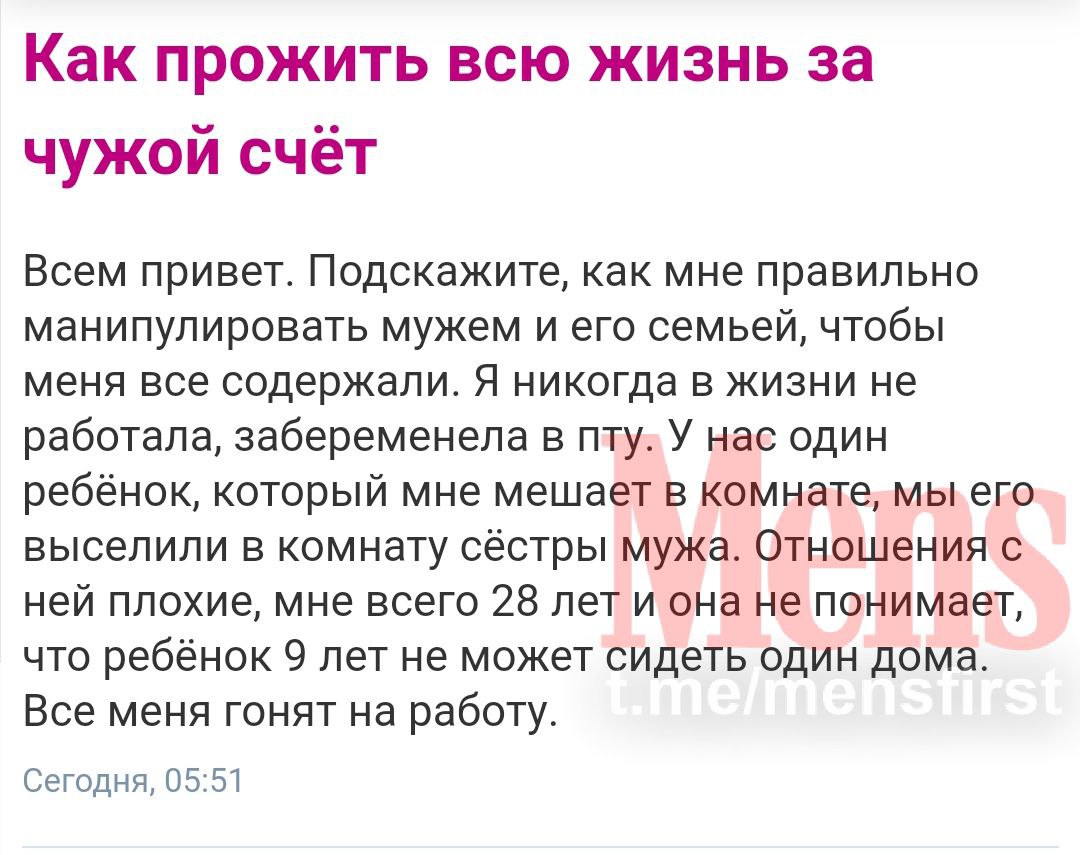 Как прожить всю жизнь за
чужой счёт
Всем привет. Подскажите, как мне правильно
манипулировать мужем и его семьей, чтобы
меня все содержали. Я никогда в жизни не
работала, забеременела в пту. У нас один
ребёнок, который мне мешает в комнате, мы его
выселили в комнату сёстры мужа. Отношения с
ней плохие, мне всего 28 лет и она не понимает,
что ребёнок 9 лет не может сидеть один дома.
Все меня гонят на работу.
Mens
t.me/mensfirst
Сегодня, 05:51